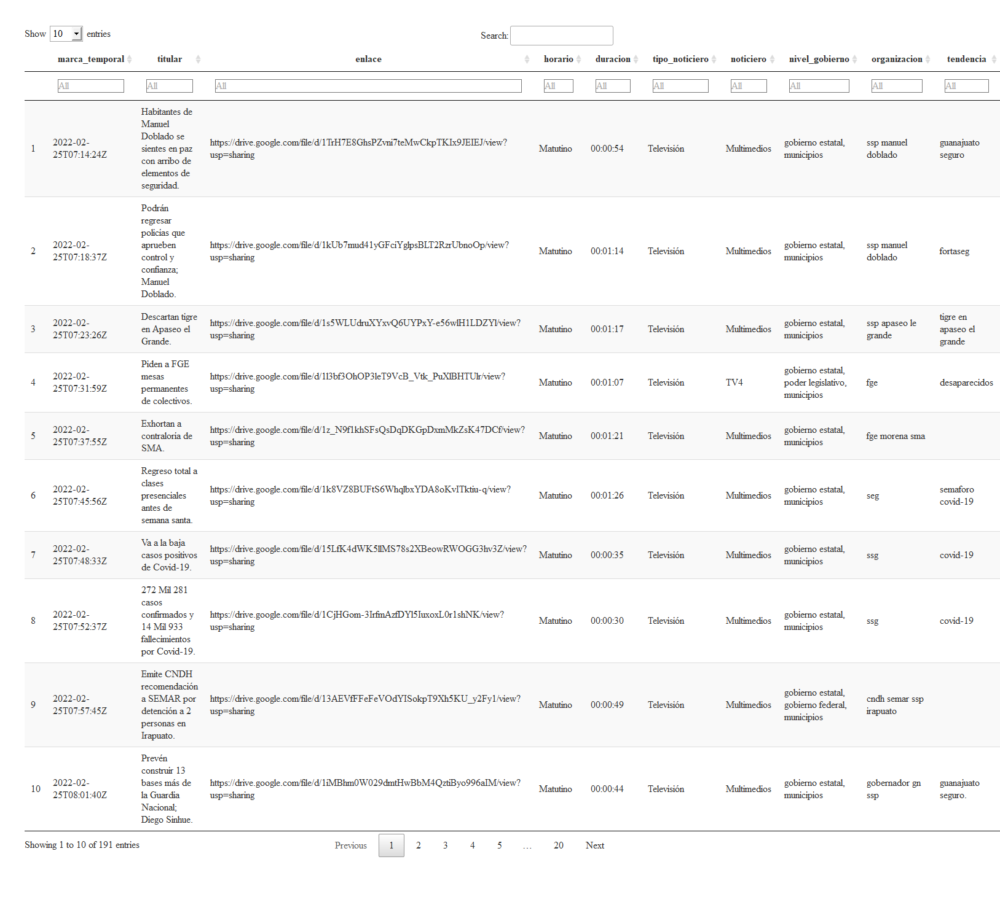 Show 10 entries
Search:
marca_temporal titular enlace horario duracion tipo_noticiero noticiero nivel_gobierno organizacion tendencia
All All All All All All All All All All
1
2022-02-
25T07:14:24Z
Habitantes de
Manuel
Doblado se
sientes en paz
con arribo de
elementos de
seguridad.
https://drive.google.com/file/d/1TrH7E8GhsPZvni7teMwCkpTKIx9JEIEJ/view?
usp=sharing
Matutino
00:00:54
Televisión
Multimedios
gobierno estatal,
municipios
ssp manuel
doblado
guanajuato
seguro
2
2022-02-
25T07:18:37Z
Podrán
regresar
policías que
aprueben
control y
confianza;
Manuel
Doblado.
https://drive.google.com/file/d/1kUb7mud41yGFciYglpsBLT2RzrUbnoOp/view?
usp=sharing
Matutino
00:01:14
Televisión
Multimedios
gobierno estatal,
municipios
ssp manuel
doblado
fortaseg
3
2022-02-
25T07:23:26Z
Descartan tigre
en Apaseo el
Grande.
https://drive.google.com/file/d/1s5WLUdruXYxvQ6UYPxY-e56wlH1LDZYl/view?
usp=sharing
Matutino
00:01:17
Televisión
Multimedios
gobierno estatal,
municipios
ssp apaseo le
grande
tigre en
apaseo el
grande
4
2022-02-
25T07:31:59Z
Piden a FGE
mesas
permanentes
de colectivos.
https://drive.google.com/file/d/1l3bf3OhOP3leT9VcB_Vtk_PuXlBHTUlr/view?
usp=sharing
Matutino
00:01:07
Televisión
TV4
gobierno estatal,
poder legislativo,
municipios
fge
desaparecidos
5
2022-02-
25T07:37:55Z
Exhortan a
contraloría de
SMA.
https://drive.google.com/file/d/1z_N9f1khSFsQsDqDKGpDxmMkZsK47DCf/view?
usp=sharing
Matutino
00:01:21
Televisión
Multimedios
gobierno estatal,
municipios
fge morena sma
6
2022-02-
25T07:45:56Z
Regreso total a
clases
presenciales
antes de
semana santa.
https://drive.google.com/file/d/1k8VZ8BUFtS6WhqlbxYDA8oKvITktiu-q/view?
usp=sharing
Matutino
00:01:26
Televisión
Multimedios
gobierno estatal,
municipios
seg
semaforo
covid-19
7
2022-02-
25T07:48:33Z
Va a la baja
casos positivos
de Covid-19.
https://drive.google.com/file/d/15LfK4dWK5llMS78s2XBeowRWOGG3hv3Z/view?
usp=sharing
Matutino
00:00:35
Televisión
Multimedios
gobierno estatal,
municipios
ssg
covid-19
8
2022-02-
25T07:52:37Z
272 Mil 281
casos
confirmados y
14 Mil 933
fallecimientos
por Covid-19.
https://drive.google.com/file/d/1CjHGom-3IrfmAzfDYl5IuxoxL0r1shNK/view?
usp=sharing
Matutino
00:00:30
Televisión
Multimedios
gobierno estatal,
municipios
ssg
covid-19
9
2022-02-
25T07:57:45Z
Emite CNDH
recomendación
a SEMAR por
detención a 2
personas en
Irapuato.
https://drive.google.com/file/d/13AEVfFFeFeVOdYISokpT9Xh5KU_y2Fy1/view?
usp=sharing
Matutino
00:00:49
Televisión
Multimedios
gobierno estatal,
gobierno federal,
municipios
cndh semar ssp
irapuato
10
2022-02-
25T08:01:40Z
Prevén
construir 13
bases más de
la Guardia
Nacional;
Diego Sinhue.
https://drive.google.com/file/d/1iMBhm0W029dmtHwBbM4QztiByo996aIM/view?
usp=sharing
Matutino
00:00:44
Televisión
Multimedios
gobierno estatal,
municipios
gobernador gn
ssp
guanajuato
seguro.
Showing 1 to 10 of 191 entries
Previous 1 2 3 4 5 … 20 Next